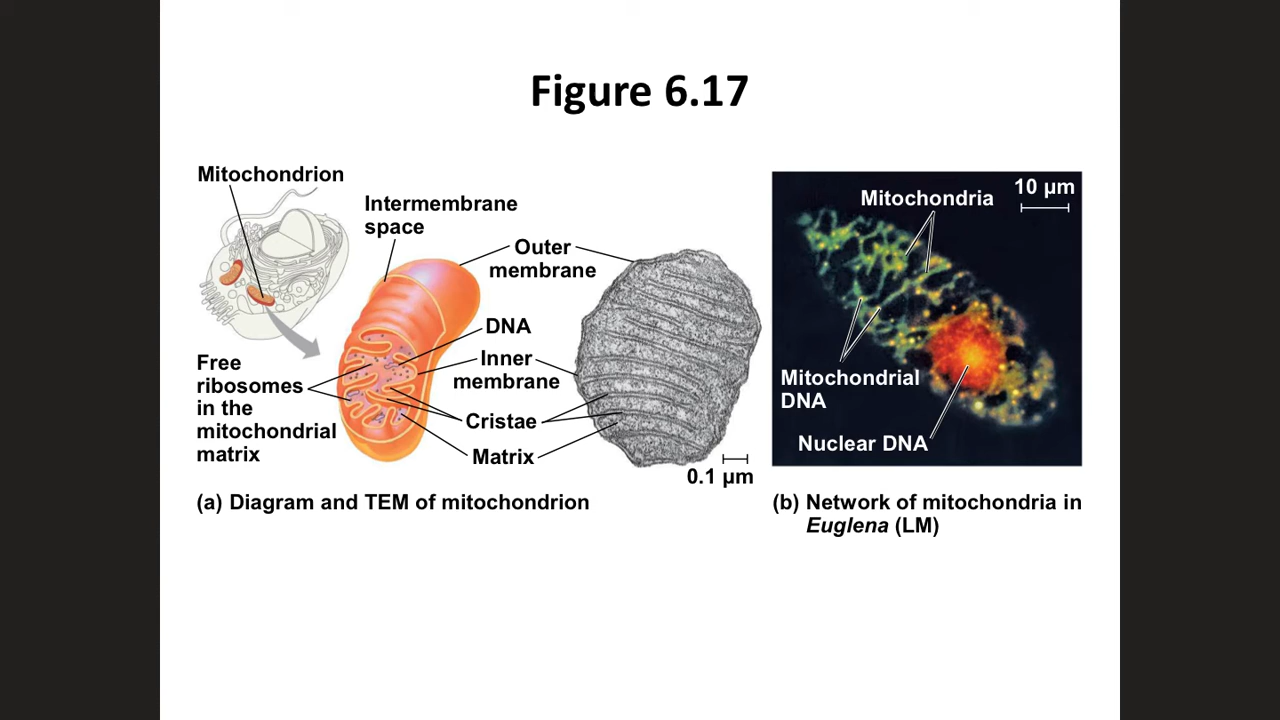 Figure 6.17
Mitochondrion
Intermembrane
space
Outer
membrane
DNA
Inner
membrane
Free
ribosomes
in the
mitochondrial
matrix
Cristae
Matrix
0.1 μm
(a) Diagram and TEM of mitochondrion
10 μm
Mitochondria
Mitochondrial
DNA
Nuclear DNA
(b) Network of mitochondria in
Euglena (LM)